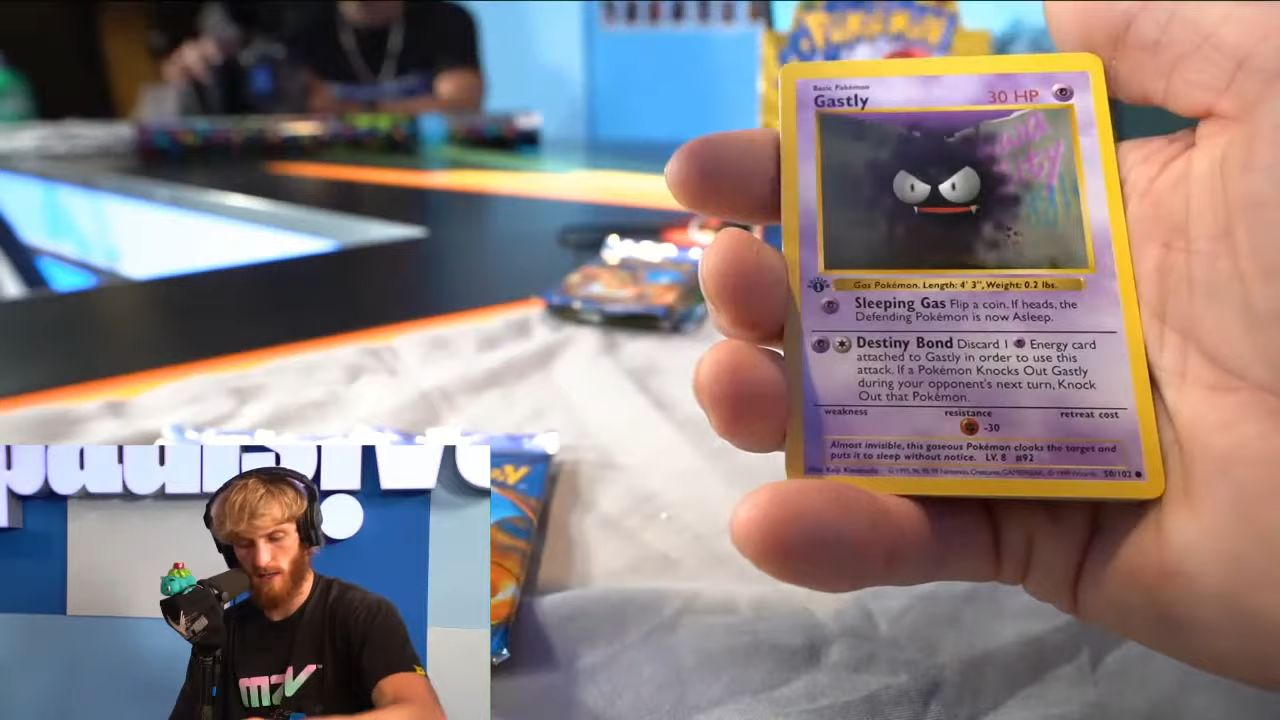 POKÉMON
Basic Pokémon
Gastly 30 HP
EDITION
1
Gas Pokémon. Length: 4' 3", Weight: 0.2 lbs.
Sleeping Gas Flip a coin. If heads, the
Defending Pokémon is now Asleep.
Destiny Bond Discard 1 Energy card
attached to Gastly in order to use this
attack. If a Pokémon Knocks Out Gastly
during your opponent's next turn, Knock
Out that Pokémon.
weakness resistance retreat cost
-30
Almost invisible, this gaseous Pokémon cloaks the target and
puts it to sleep without notice. LV. 8 #92
50/102